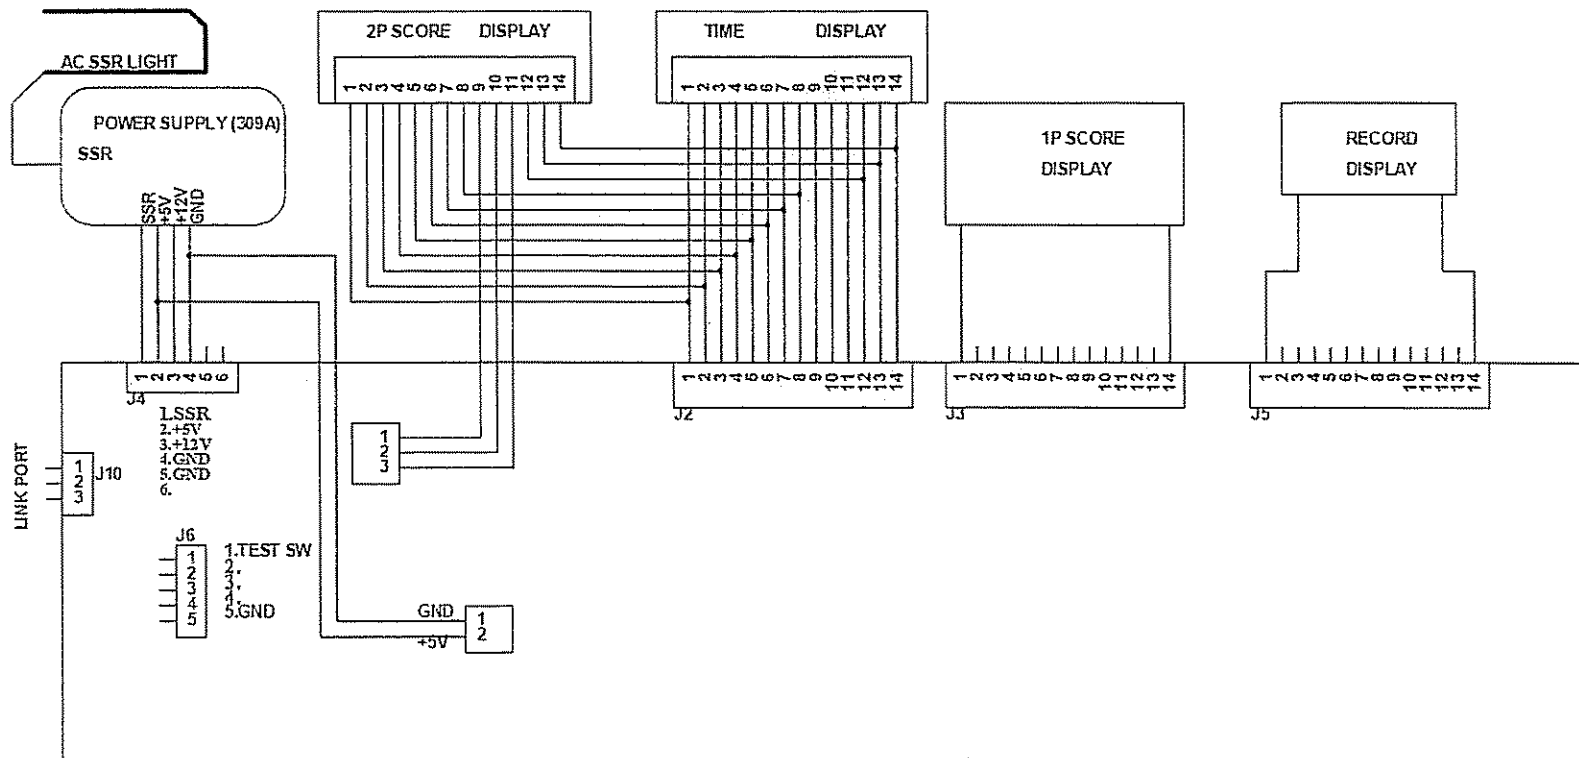 AC SSR LIGHT
POWER SUPPLY (309A)
SSR
SSR
+5V
+12V
GND
2P SCORE DISPLAY
1 2 3 4 5 6 7 8 9 10 11 12 13 14
TIME DISPLAY
1 2 3 4 5 6 7 8 9 10 11 12 13 14
1P SCORE
DISPLAY
RECORD
DISPLAY
1 2 3 4 5 6
J4
1 2 3 4 5 6 7 8 9 10 11 12 13 14
J2
1 2 3 4 5 6 7 8 9 10 11 12 13 14
J3
1 2 3 4 5 6 7 8 9 10 11 12 13 14
J5
1.SSR
2.+5V
3.+12V
4.GND
5.GND
6.
LINK PORT
1
2
3
J10
1
2
3
J6
1
2
3
4
5
1.TEST SW
2.
3.
4.
5.GND
GND
+5V
1
2